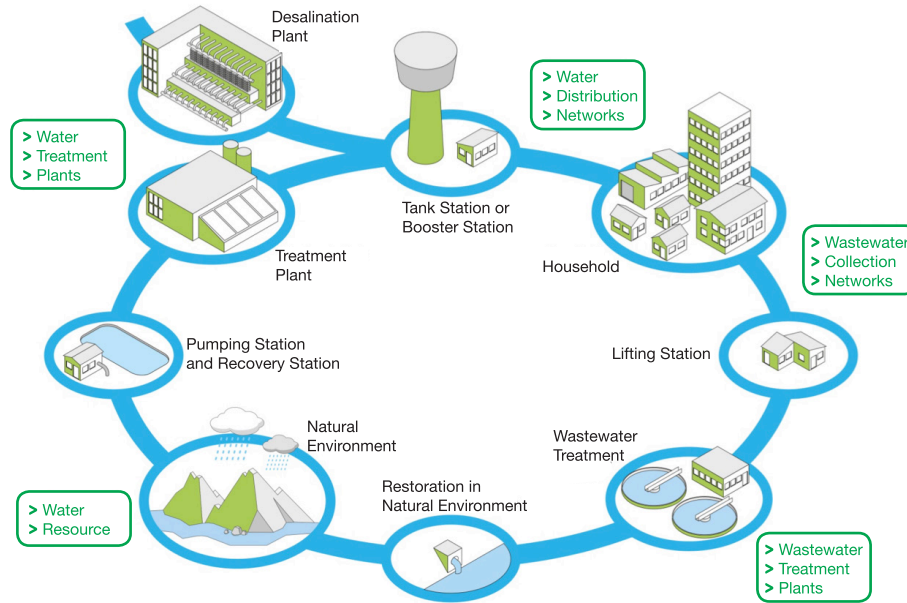 Desalination
Plant
> Water
> Distribution
> Networks
> Water
> Treatment
> Plants
Tank Station or
Booster Station
Treatment
Plant
Household
> Wastewater
> Collection
> Networks
Pumping Station
and Recovery Station
Lifting Station
Natural
Environment
Wastewater
Treatment
Restoration in
Natural Environment
> Water
> Resource
> Wastewater
> Treatment
> Plants